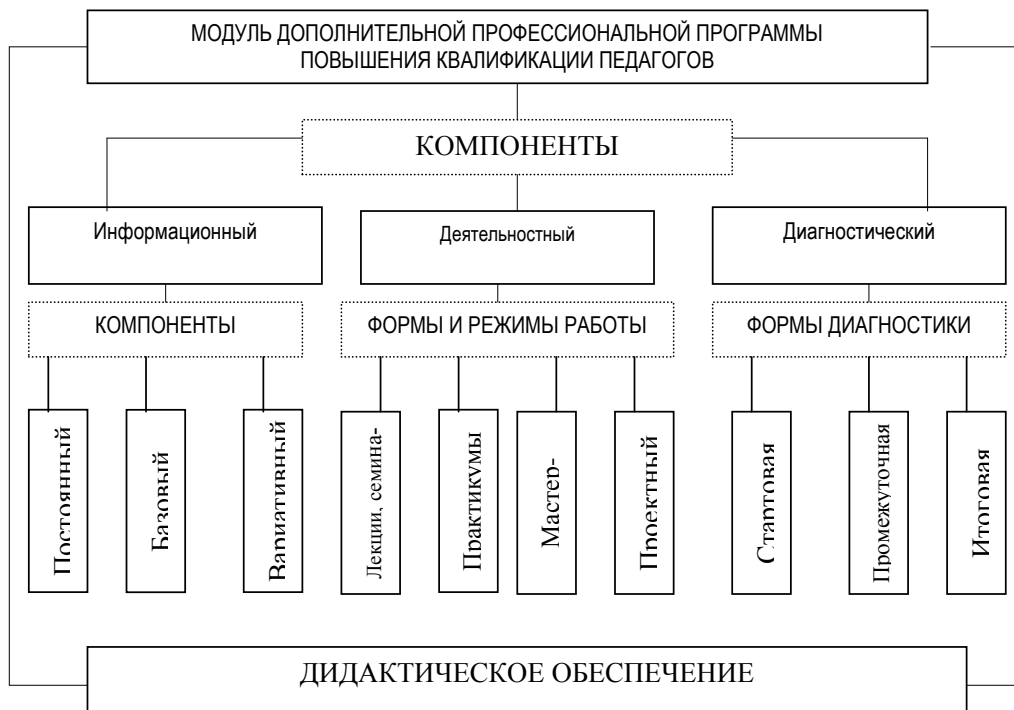 МОДУЛЬ ДОПОЛНИТЕЛЬНОЙ ПРОФЕССИОНАЛЬНОЙ ПРОГРАММЫ
ПОВЫШЕНИЯ КВАЛИФИКАЦИИ ПЕДАГОГОВ
КОМПОНЕНТЫ
Информационный
Деятельностный
Диагностический
КОМПОНЕНТЫ
ФОРМЫ И РЕЖИМЫ РАБОТЫ
ФОРМЫ ДИАГНОСТИКИ
Постоянный
Базовый
Вариативный
Лекции, семина-
Практикумы
Мастер-
Проектный
Стартовая
Промежуточная
Итоговая
ДИДАКТИЧЕСКОЕ ОБЕСПЕЧЕНИЕ